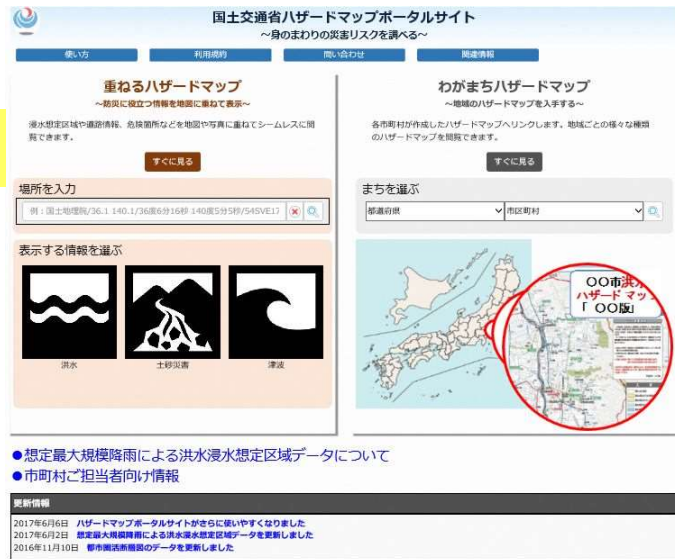 国土交通省ハザードマップポータルサイト
～身のまわりの災害リスクを調べる～
使い方
利用規約
問い合わせ
関連情報
重ねるハザードマップ
～防災に役立つ情報を地図に重ねて表示～
浸水想定区域や道路情報、危険箇所などを地図や写真に重ねてシームレスに閲
覧できます。
すぐに見る
場所を入力
例：国土地理院/36.1 140.1/36度6分16秒 140度5分5秒/54SVE17
表示する情報を選ぶ
洪水
土砂災害
津波
わがまちハザードマップ
～地域のハザードマップを入手する～
各市町村が作成したハザードマップへリンクします。地域ごとの様々な種類
のハザードマップを閲覧できます。
すぐに見る
まちを選ぶ
都道府県
市区町村
〇〇市洪水
ハザードマップ
「 〇〇版」
●想定最大規模降雨による洪水浸水想定区域データについて
●市町村ご担当者向け情報
更新情報
2017年6月6日 ハザードマップポータルサイトがさらに使いやすくなりました
2017年6月2日 想定最大規模降雨による洪水浸水想定区域データを更新しました
2016年11月10日 都市圏活断層図のデータを更新しました